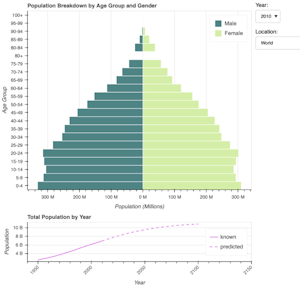 Population Breakdown by Age Group and Gender
Year:
2010
Location:
World
Male
Female
100+
95-99
90-94
85-89
80-84
80+
75-79
70-74
65-69
60-64
55-59
50-54
45-49
40-44
35-39
30-34
25-29
20-24
15-19
10-14
5-9
0-4
Age Group
300 M 200 M 100 M 0 M 100 M 200 M 300 M
Population (Millions)
Total Population by Year
10 B
8 B
6 B
4 B
Population
known
predicted
1950 2000 2050 2100 2150
Year